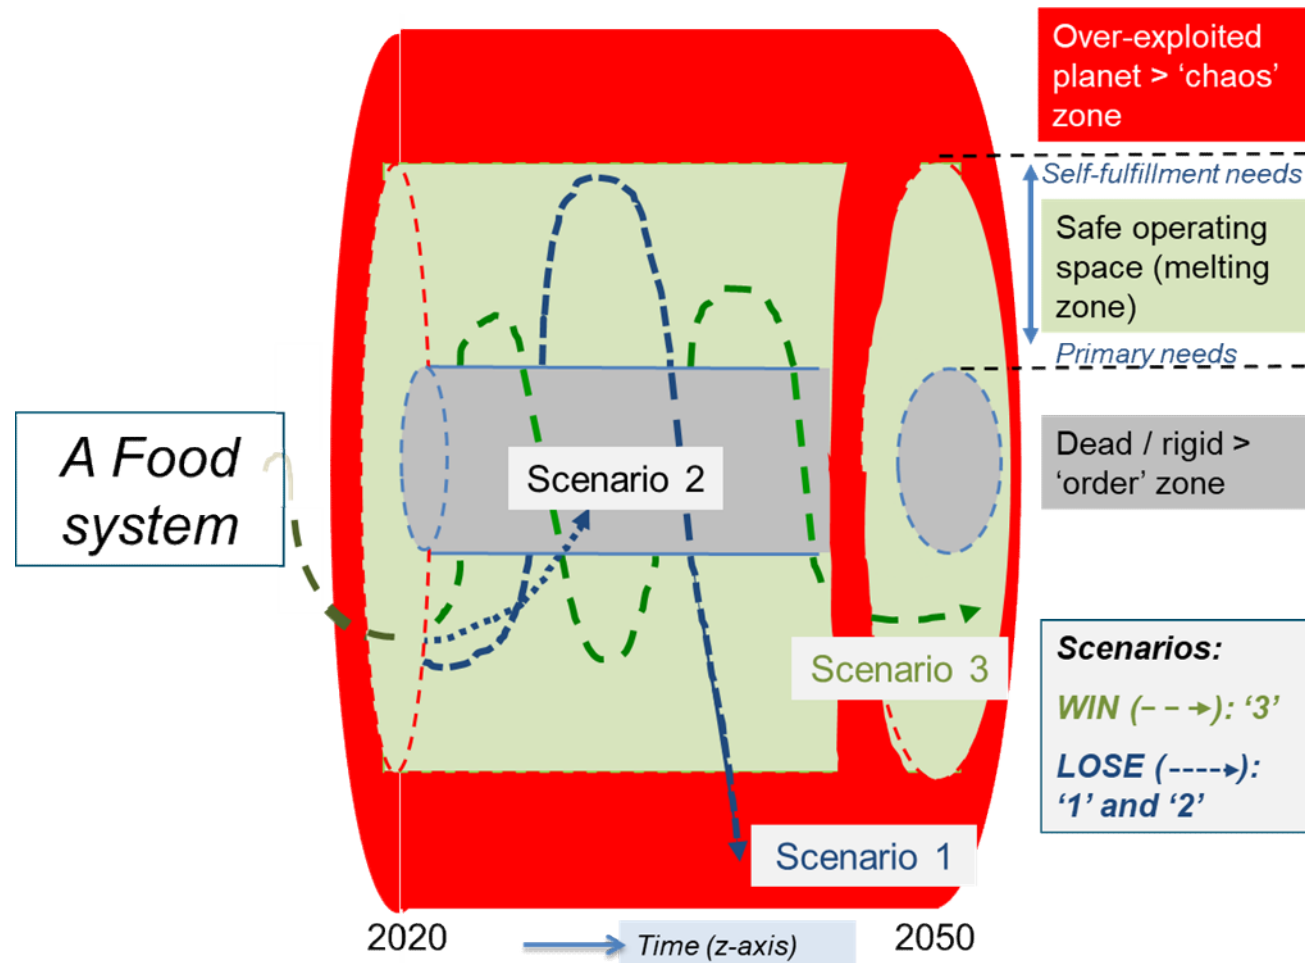 Over-exploited
planet > ‘chaos’
zone
Self-fulfillment needs
Safe operating
space (melting
zone)
Primary needs
A Food
system
Scenario 2
Dead / rigid >
‘order’ zone
Scenario 3
Scenarios:
WIN (– – →): ‘3’
LOSE (----→):
‘1’ and ‘2’
Scenario 1
2020
Time (z-axis)
2050